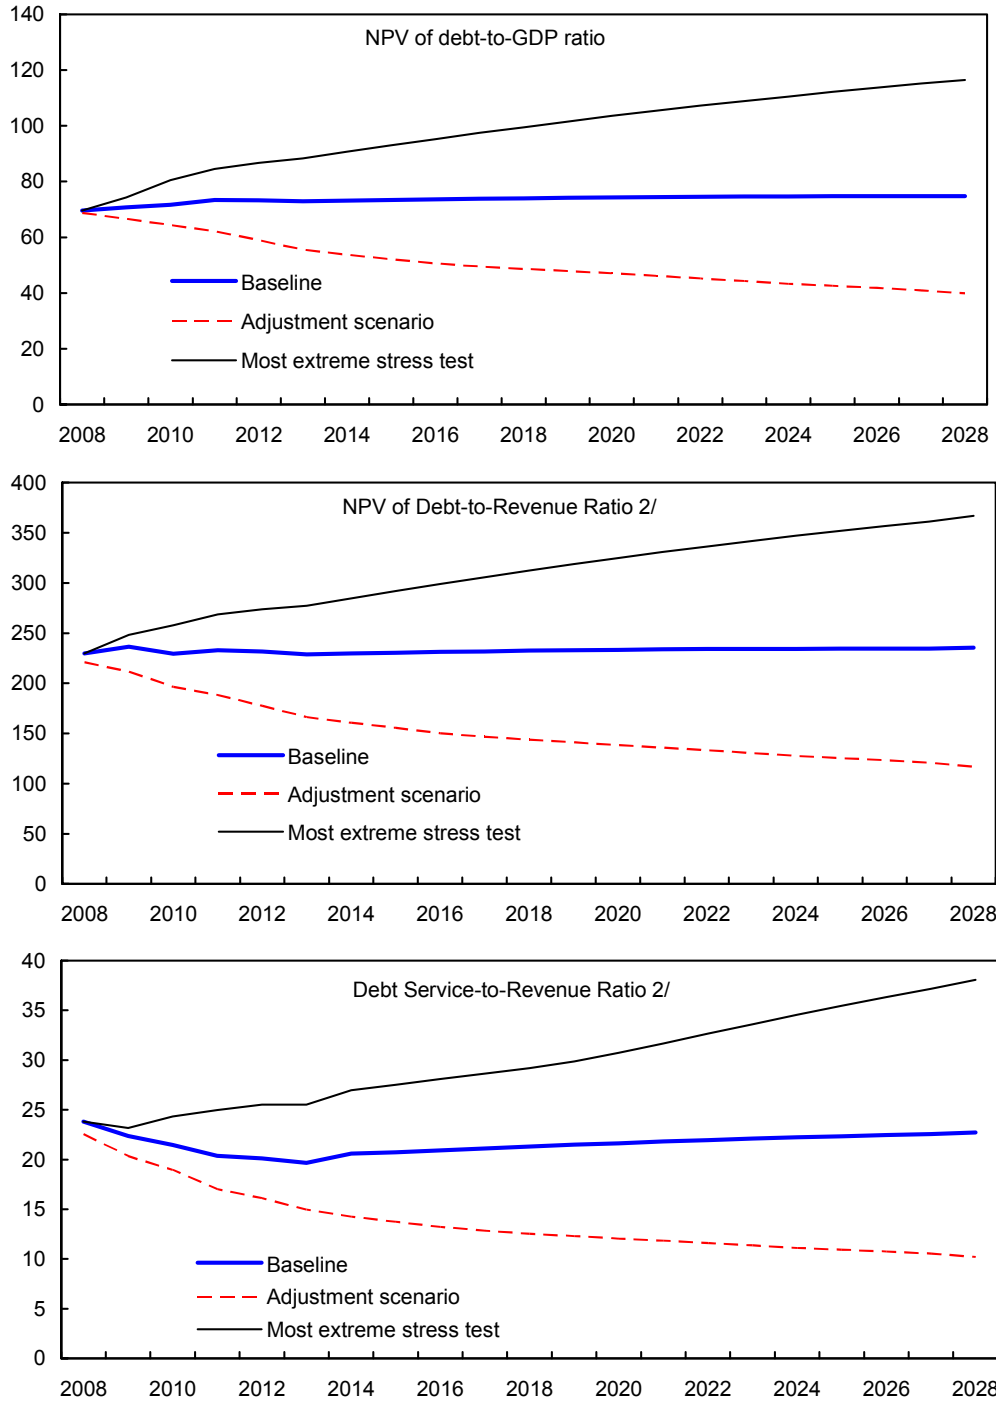 NPV of debt-to-GDP ratio
140
120
100
80
60
40
20
0
Baseline
Adjustment scenario
Most extreme stress test
2008 2010 2012 2014 2016 2018 2020 2022 2024 2026 2028
NPV of Debt-to-Revenue Ratio 2/
400
350
300
250
200
150
100
50
0
Baseline
Adjustment scenario
Most extreme stress test
2008 2010 2012 2014 2016 2018 2020 2022 2024 2026 2028
Debt Service-to-Revenue Ratio 2/
40
35
30
25
20
15
10
5
0
Baseline
Adjustment scenario
Most extreme stress test
2008 2010 2012 2014 2016 2018 2020 2022 2024 2026 2028